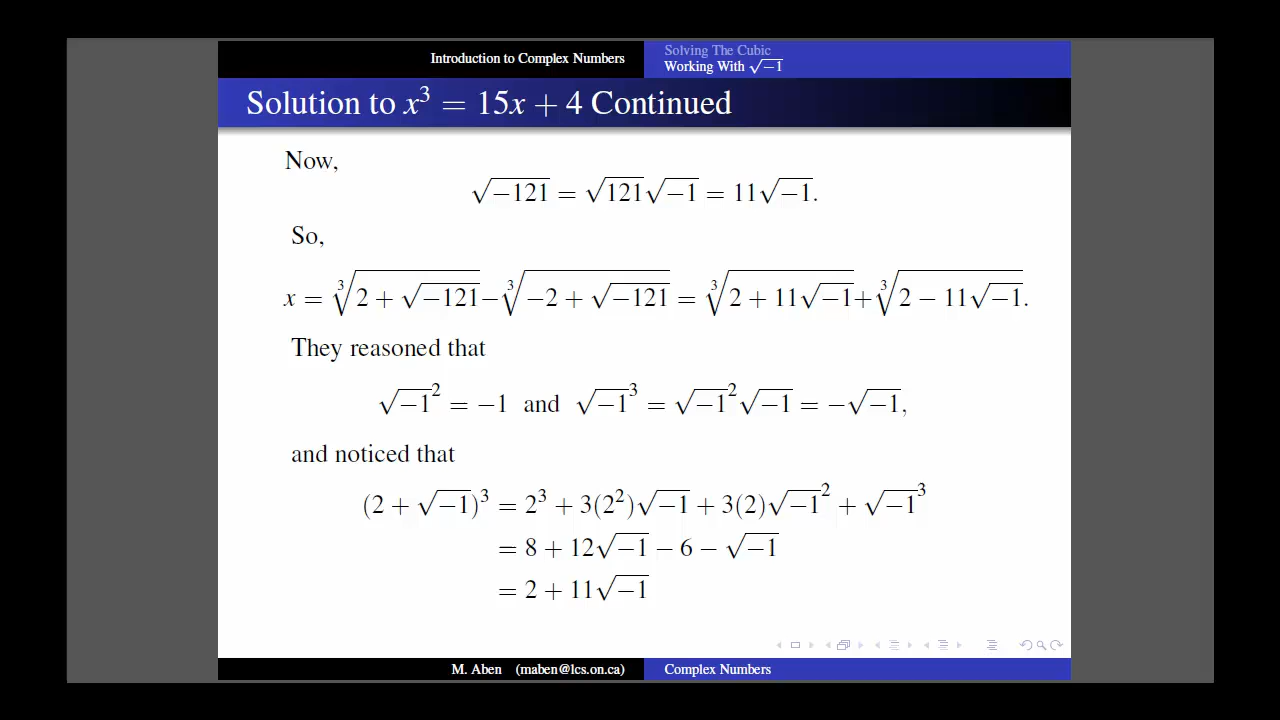 Introduction to Complex Numbers
Solving The Cubic
Working With √−1
Solution to x³ = 15x + 4 Continued
Now,
√−121 = √121√−1 = 11√−1.
So,
x = ∛(2 + √−121) − ∛(−2 + √−121) = ∛(2 + 11√−1) + ∛(2 − 11√−1).
They reasoned that
√−1² = −1 and √−1³ = √−1²√−1 = −√−1,
and noticed that
(2 + √−1)³ = 2³ + 3(2²)√−1 + 3(2)√−1² + √−1³
= 8 + 12√−1 − 6 − √−1
= 2 + 11√−1
M. Aben (maben@lcs.on.ca)
Complex Numbers